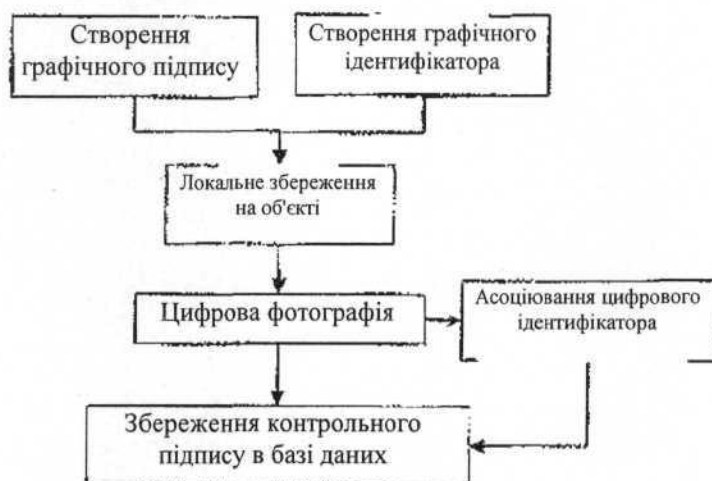 Створення
графічного підпису
Створення графічного
ідентифікатора
Локальне збереження
на об'єкті
Цифрова фотографія
Асоціювання цифрового
ідентифікатора
Збереження контрольного
підпису в базі даних